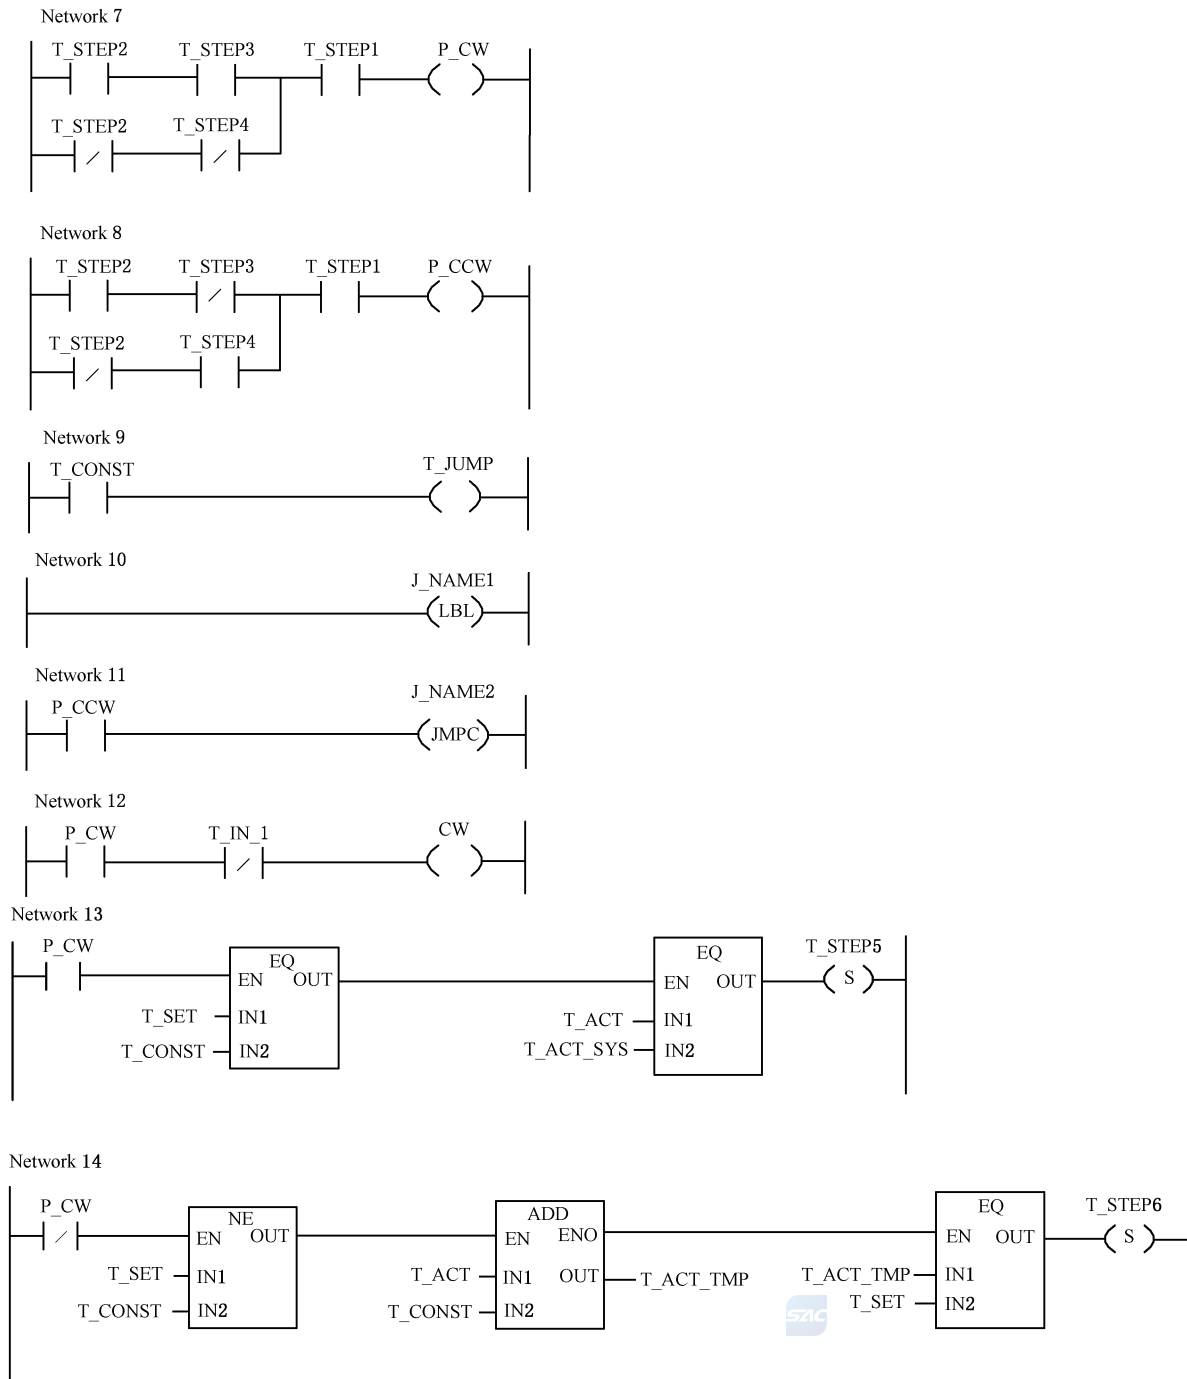 Network 7
T_STEP2 T_STEP3 T_STEP1 P_CW
T_STEP2 T_STEP4
Network 8
T_STEP2 T_STEP3 T_STEP1 P_CCW
T_STEP2 T_STEP4
Network 9
T_CONST T_JUMP
Network 10
J_NAME1
LBL
Network 11
P_CCW J_NAME2
JMPC
Network 12
P_CW T_IN_1 CW
Network 13
P_CW EQ EQ T_STEP5
EN OUT EN OUT S
T_SET IN1 T_ACT IN1
T_CONST IN2 T_ACT_SYS IN2
Network 14
P_CW NE ADD EQ T_STEP6
EN OUT EN ENO EN OUT S
T_SET IN1 T_ACT IN1 OUT T_ACT_TMP T_ACT_TMP IN1
T_CONST IN2 T_CONST IN2 T_SET IN2
SAC